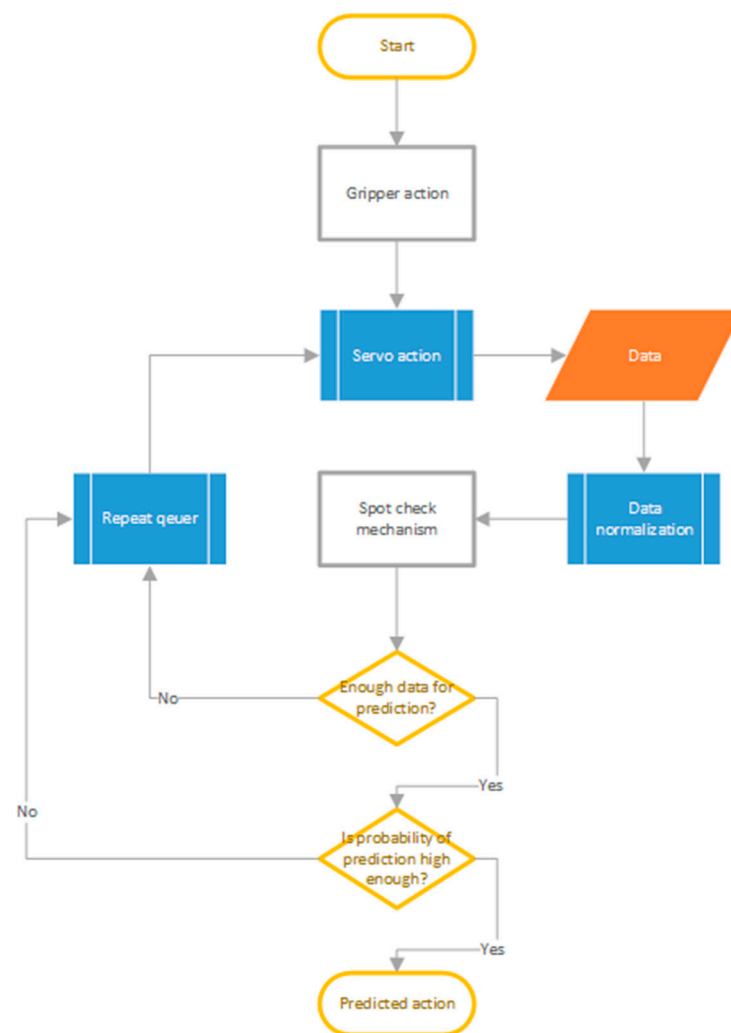 Start
Gripper action
Servo action
Data
Repeat qeuer
Spot check
mechanism
Data
normalization
Enough data for
prediction?
No
Yes
No
Is probability of
prediction high
enough?
Yes
Predicted action